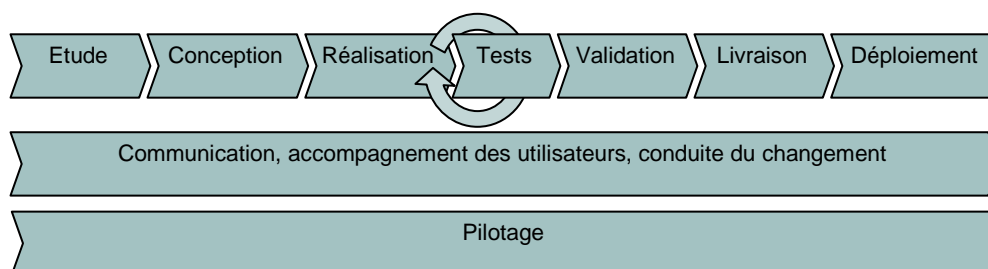 Etude Conception Réalisation Tests Validation Livraison Déploiement
Communication, accompagnement des utilisateurs, conduite du changement
Pilotage